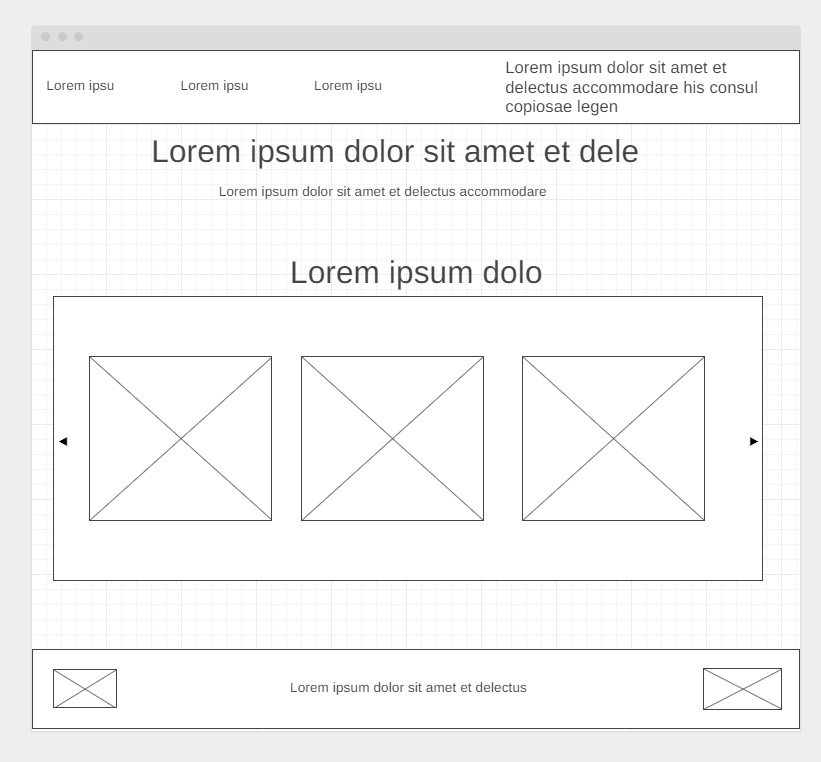 Lorem ipsu
Lorem ipsu
Lorem ipsu
Lorem ipsum dolor sit amet et
delectus accommodare his consul
copiosae legen
Lorem ipsum dolor sit amet et dele
Lorem ipsum dolor sit amet et delectus accommodare
Lorem ipsum dolo
Lorem ipsum dolor sit amet et delectus